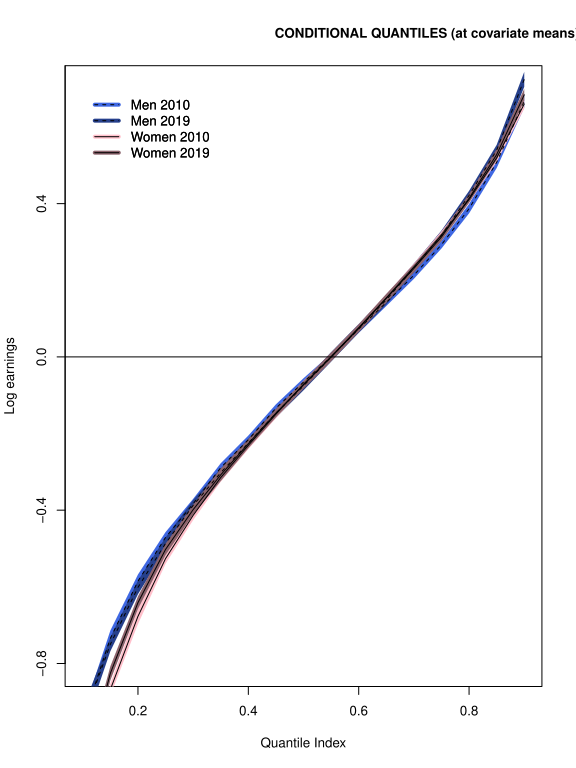 CONDITIONAL QUANTILES (at covariate means)
Men 2010
Men 2019
Women 2010
Women 2019
0.4
0.0
−0.4
−0.8
Log earnings
0.2 0.4 0.6 0.8
Quantile Index